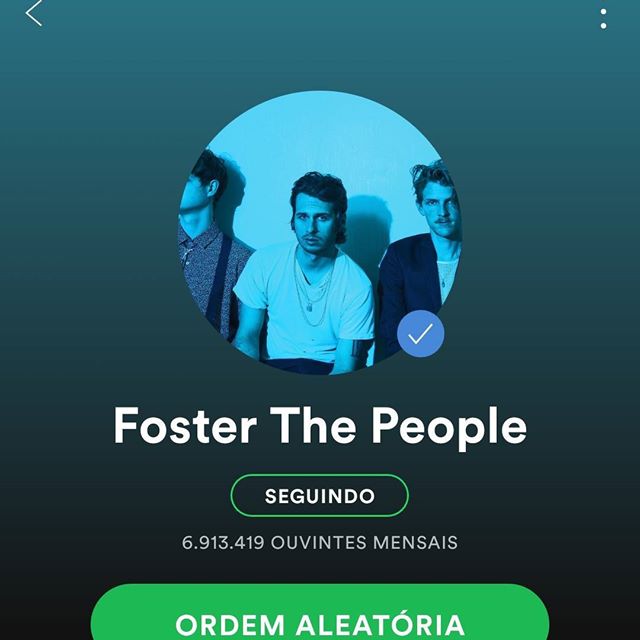 Foster The People
SEGUINDO
6.913.419 OUVINTES MENSAIS
ORDEM ALEATÓRIA